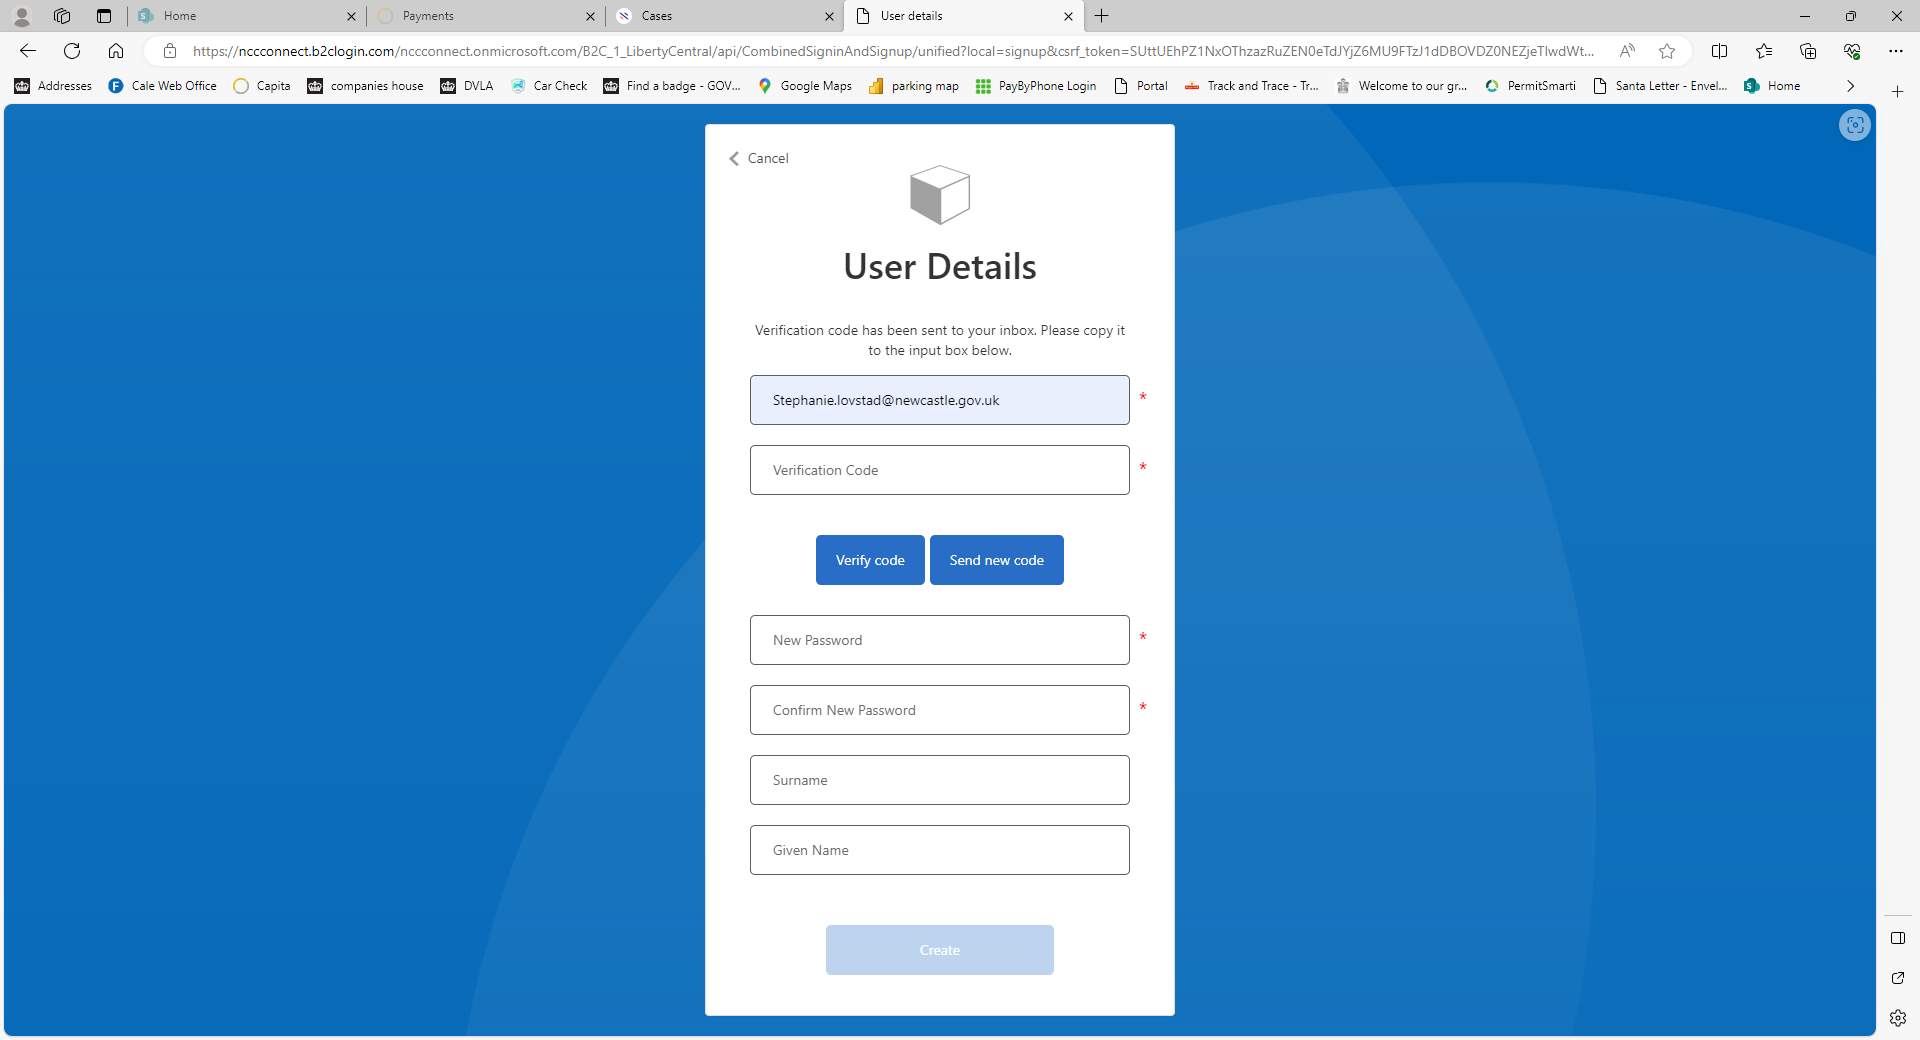 Home
Payments
Cases
User details
https://nccconnect.b2clogin.com/nccconnect.onmicrosoft.com/B2C_1_LibertyCentral/api/CombinedSigninAndSignup/unified?local=signup&csrf_token=SUttUEhPZ1NxOThzazRuZEN0eTdJYjZ6MU9FTzJ1dDBOVDZ0NEZjeTlwdWt...
Addresses
Cale Web Office
Capita
companies house
DVLA
Car Check
Find a badge - GOV...
Google Maps
parking map
PayByPhone Login
Portal
Track and Trace - Tr...
Welcome to our gr...
PermitSmarti
Santa Letter - Envel...
Home
Cancel
User Details
Verification code has been sent to your inbox. Please copy it
to the input box below.
Stephanie.lovstad@newcastle.gov.uk
*
Verification Code
*
Verify code
Send new code
New Password
*
Confirm New Password
*
Surname
Given Name
Create